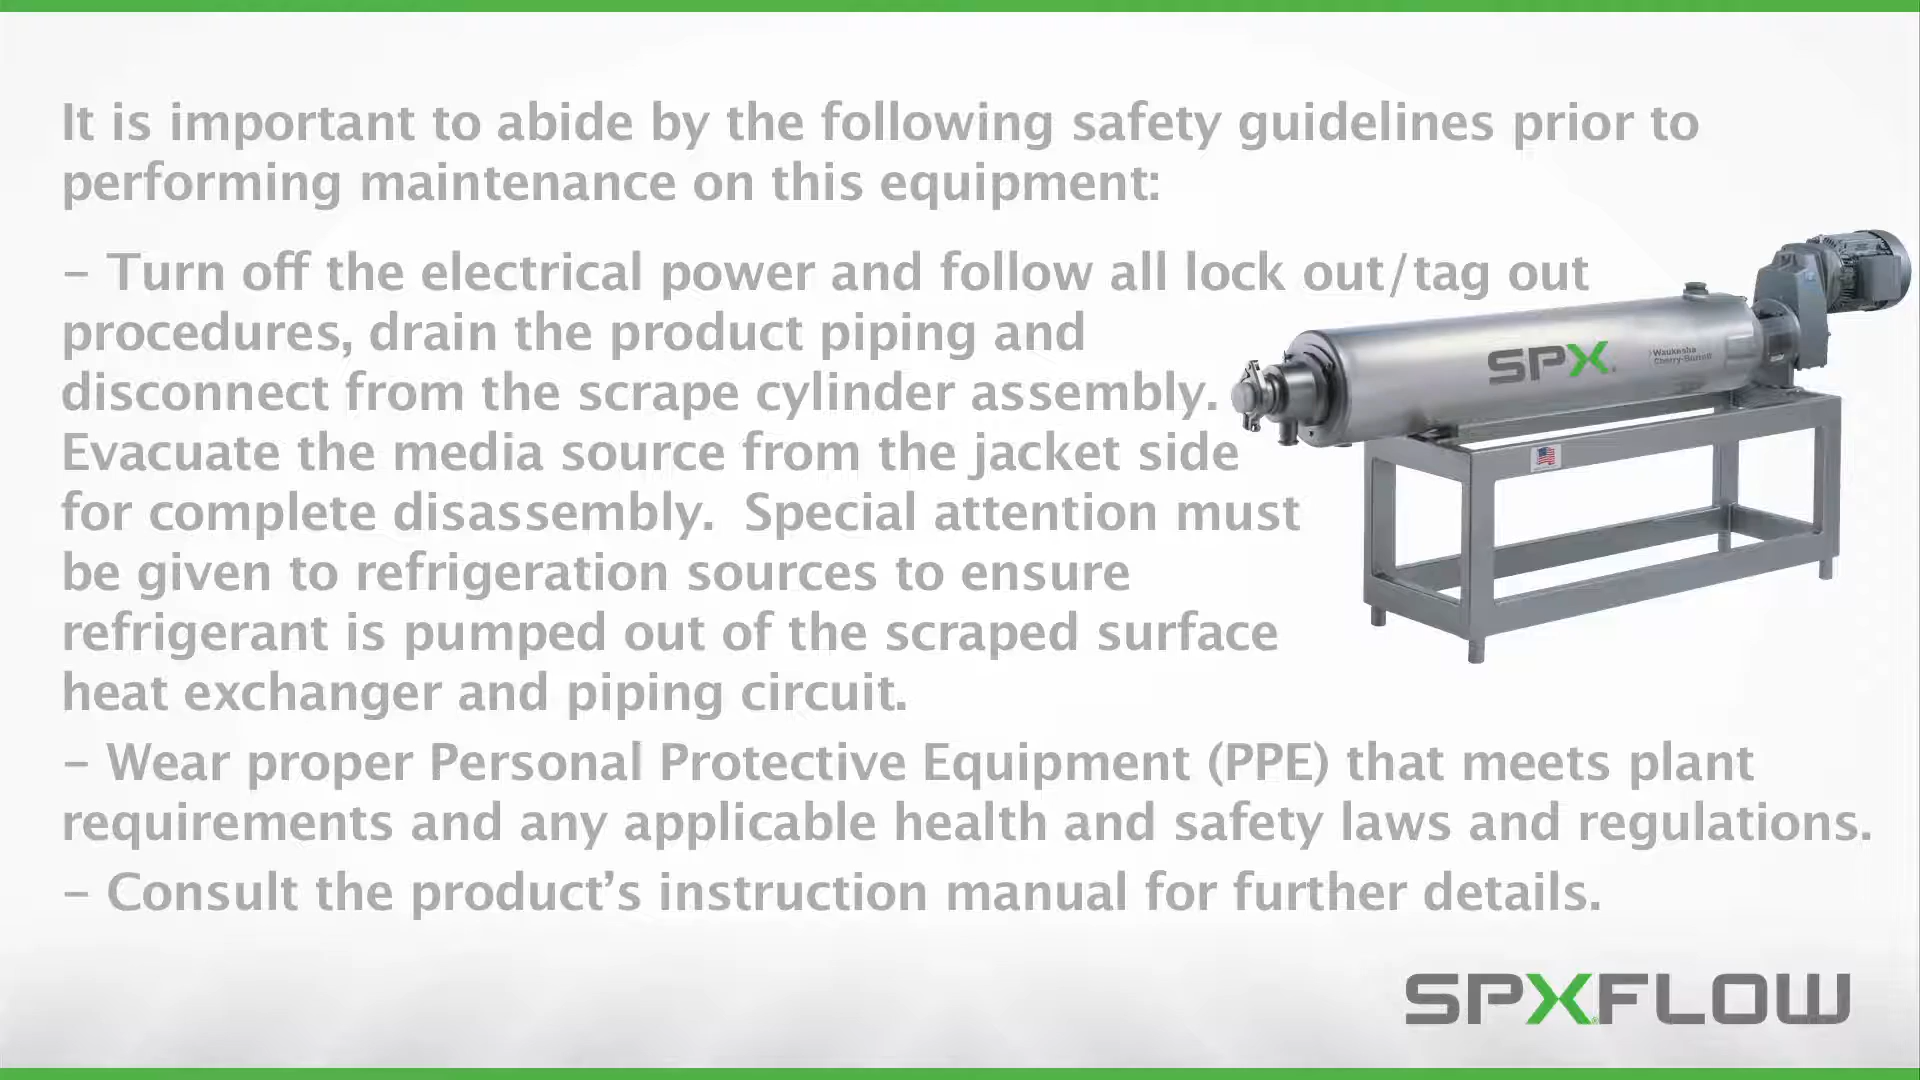 It is important to abide by the following safety guidelines prior to
performing maintenance on this equipment:
- Turn off the electrical power and follow all lock out/tag out
procedures, drain the product piping and
disconnect from the scrape cylinder assembly.
Evacuate the media source from the jacket side
for complete disassembly.  Special attention must
be given to refrigeration sources to ensure
refrigerant is pumped out of the scraped surface
heat exchanger and piping circuit.
- Wear proper Personal Protective Equipment (PPE) that meets plant
requirements and any applicable health and safety laws and regulations.
- Consult the product’s instruction manual for further details.
SPX
Waukesha
Cherry-Burrell
SPXFLOW